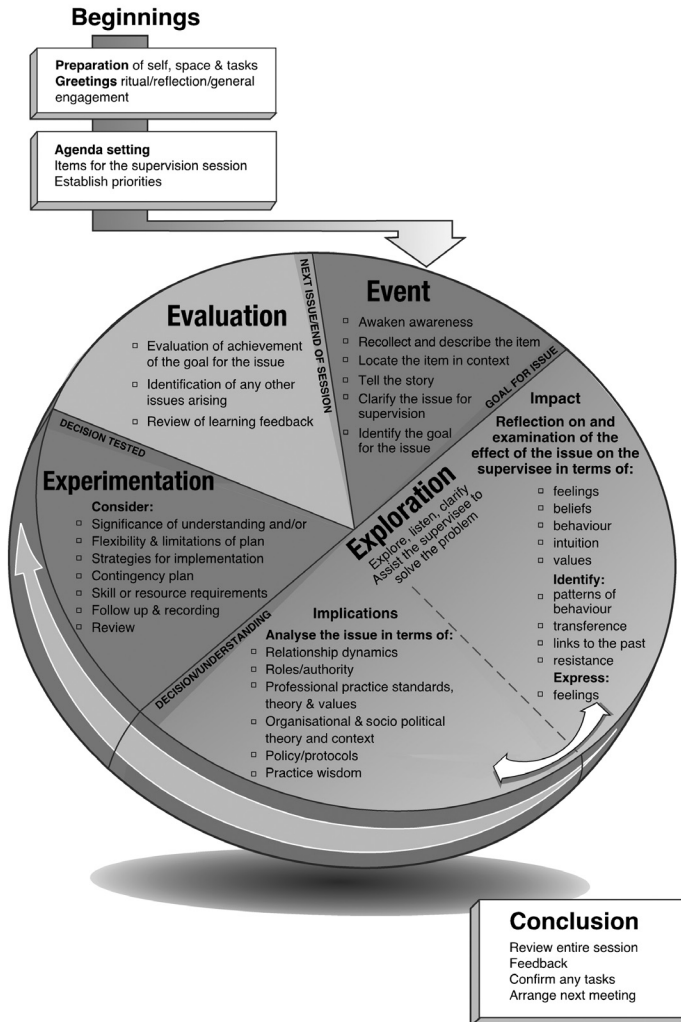 Beginnings
Preparation of self, space & tasks
Greetings ritual/reflection/general
engagement
Agenda setting
Items for the supervision session
Establish priorities
NEXT ISSUE/END OF SESSION
Event
Awaken awareness
Recollect and describe the item
Locate the item in context
Tell the story
Clarify the issue for
supervision
Identify the goal
for the issue
GOAL FOR ISSUE
Exploration
Explore, listen, clarify
Assist the supervisee to
solve the problem
Impact
Reflection on and
examination of the
effect of the issue on the
supervisee in terms of:
feelings
beliefs
behaviour
intuition
values
Identify:
patterns of
behaviour
transference
links to the past
resistance
Express:
feelings
Implications
Analyse the issue in terms of:
Relationship dynamics
Roles/authority
Professional practice standards,
theory & values
Organisational & socio political
theory and context
Policy/protocols
Practice wisdom
DECISION/UNDERSTANDING
Experimentation
Consider:
Significance of understanding and/or
Flexibility & limitations of plan
Strategies for implementation
Contingency plan
Skill or resource requirements
Follow up & recording
Review
DECISION TESTED
Evaluation
Evaluation of achievement
of the goal for the issue
Identification of any other
issues arising
Review of learning feedback
Conclusion
Review entire session
Feedback
Confirm any tasks
Arrange next meeting